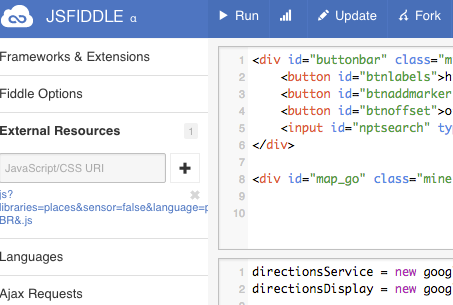 JSFIDDLE α
Run
Update
Fork
Frameworks & Extensions
Fiddle Options
External Resources 1
JavaScript/CSS URI
js?
libraries=places&sensor=false&language=p
BR&.js
Languages
Ajax Requests
1 <div id="buttonbar" class="m
2 <button id="btnlabels">h
3 <button id="btnaddmarker
4 <button id="btnoffset">o
5 <input id="nptsearch" ty
6 </div>
7
8 <div id="map_go" class="mine
9
10
1 directionsService = new goog
2 directionsDisplay = new goog